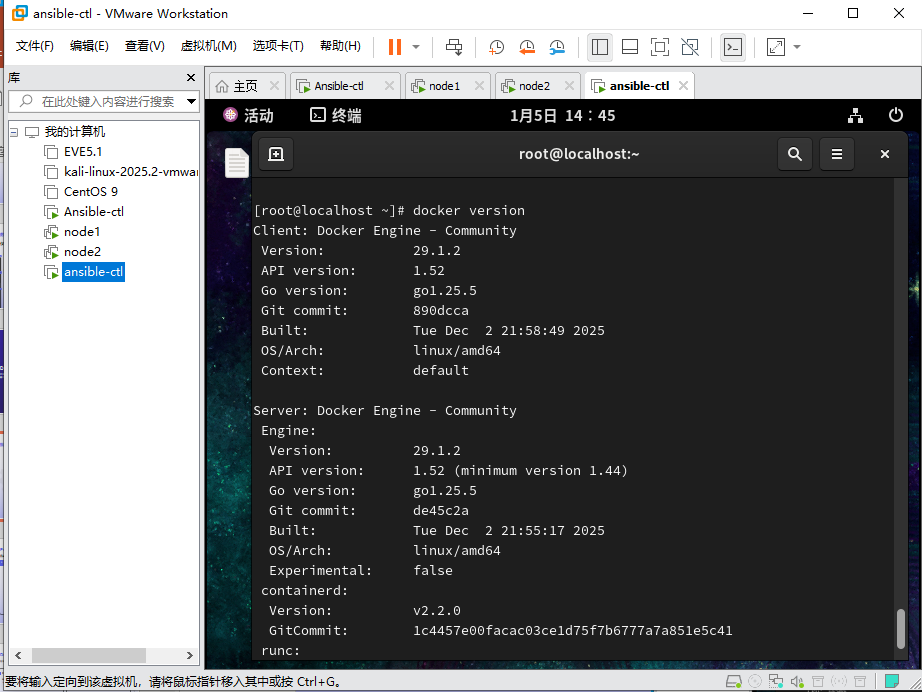 ansible-ctl - VMware Workstation
文件(F) 编辑(E) 查看(V) 虚拟机(M) 选项卡(T) 帮助(H)
库
在此处键入内容进行搜索
我的计算机
EVE5.1
kali-linux-2025.2-vmwar
CentOS 9
Ansible-ctl
node1
node2
ansible-ctl
主页 Ansible-ctl node1 node2 ansible-ctl
活动 终端 1月5日 14：45
root@localhost:~
[root@localhost ~]# docker version
Client: Docker Engine - Community
Version: 29.1.2
API version: 1.52
Go version: go1.25.5
Git commit: 890dcca
Built: Tue Dec  2 21:58:49 2025
OS/Arch: linux/amd64
Context: default
Server: Docker Engine - Community
Engine:
Version: 29.1.2
API version: 1.52 (minimum version 1.44)
Go version: go1.25.5
Git commit: de45c2a
Built: Tue Dec  2 21:55:17 2025
OS/Arch: linux/amd64
Experimental: false
containerd:
Version: v2.2.0
GitCommit: 1c4457e00facac03ce1d75f7b6777a7a851e5c41
runc:
要将输入定向到该虚拟机，请将鼠标指针移入其中或按 Ctrl+G。